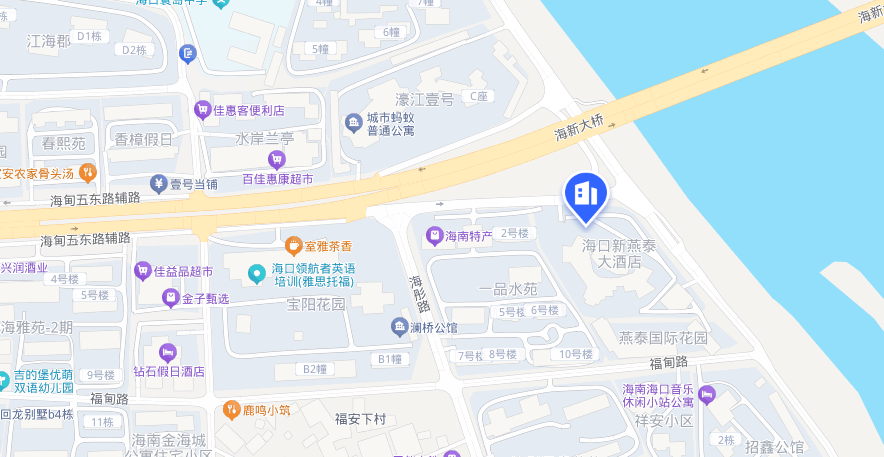 4幢
7幢
海新
江海郡
D1栋
D2栋
6幢
5幢
濠江壹号
C座
佳惠客便利店
城市蚂蚁
普通公寓
海新大桥
春熙苑
香樟假日
水岸兰亭
百佳惠康超市
农家骨头汤
壹号当铺
海甸五东路辅路
海甸五东路辅路
海南特产
2号楼
室雅茶香
海口新燕泰
大酒店
兴润酒业
佳益品超市
海口领航者英语
培训(雅思托福)
4号楼
海彤路
5号楼
金子甄选
宝阳花园
一品水苑
5号楼
6号楼
海雅苑-2期
澜桥公馆
燕泰国际花园
B1幢
7号楼
8号楼
10号楼
福甸路
吉的堡优萌
双语幼儿园
9号楼
钻石假日酒店
B2幢
福甸路
鹿鸣小筑
海南海口音乐
休闲小站公寓
回龙别墅b4栋
11栋
福安下村
祥安小区
海南金海城
2栋
招鑫公馆